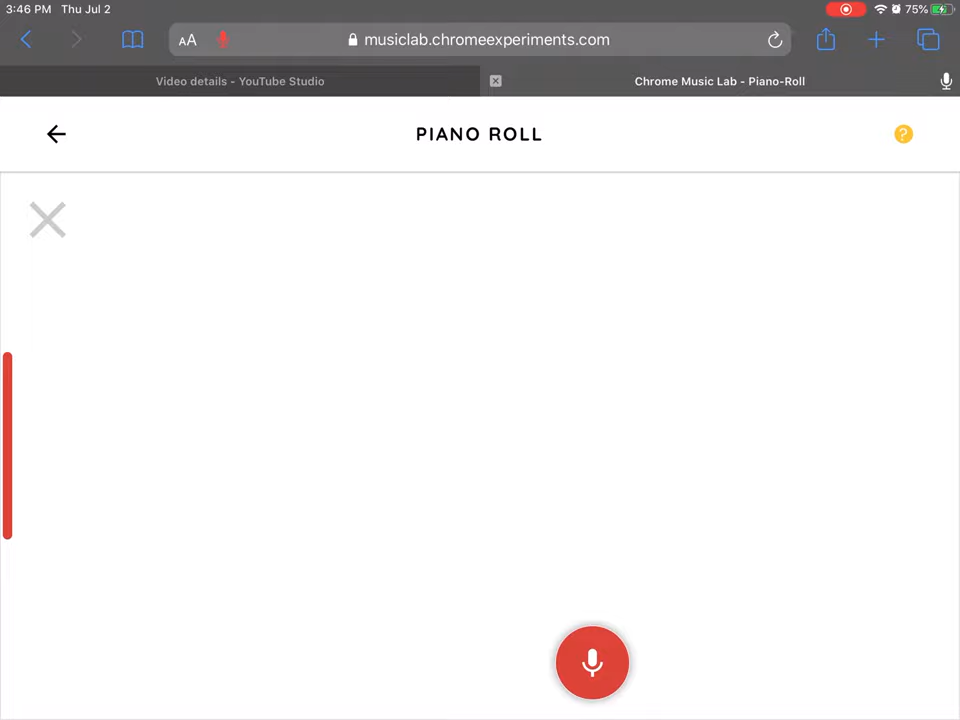 3:46 PM Thu Jul 2
75%
AA
musiclab.chromeexperiments.com
Video details - YouTube Studio
Chrome Music Lab - Piano-Roll
PIANO ROLL
?